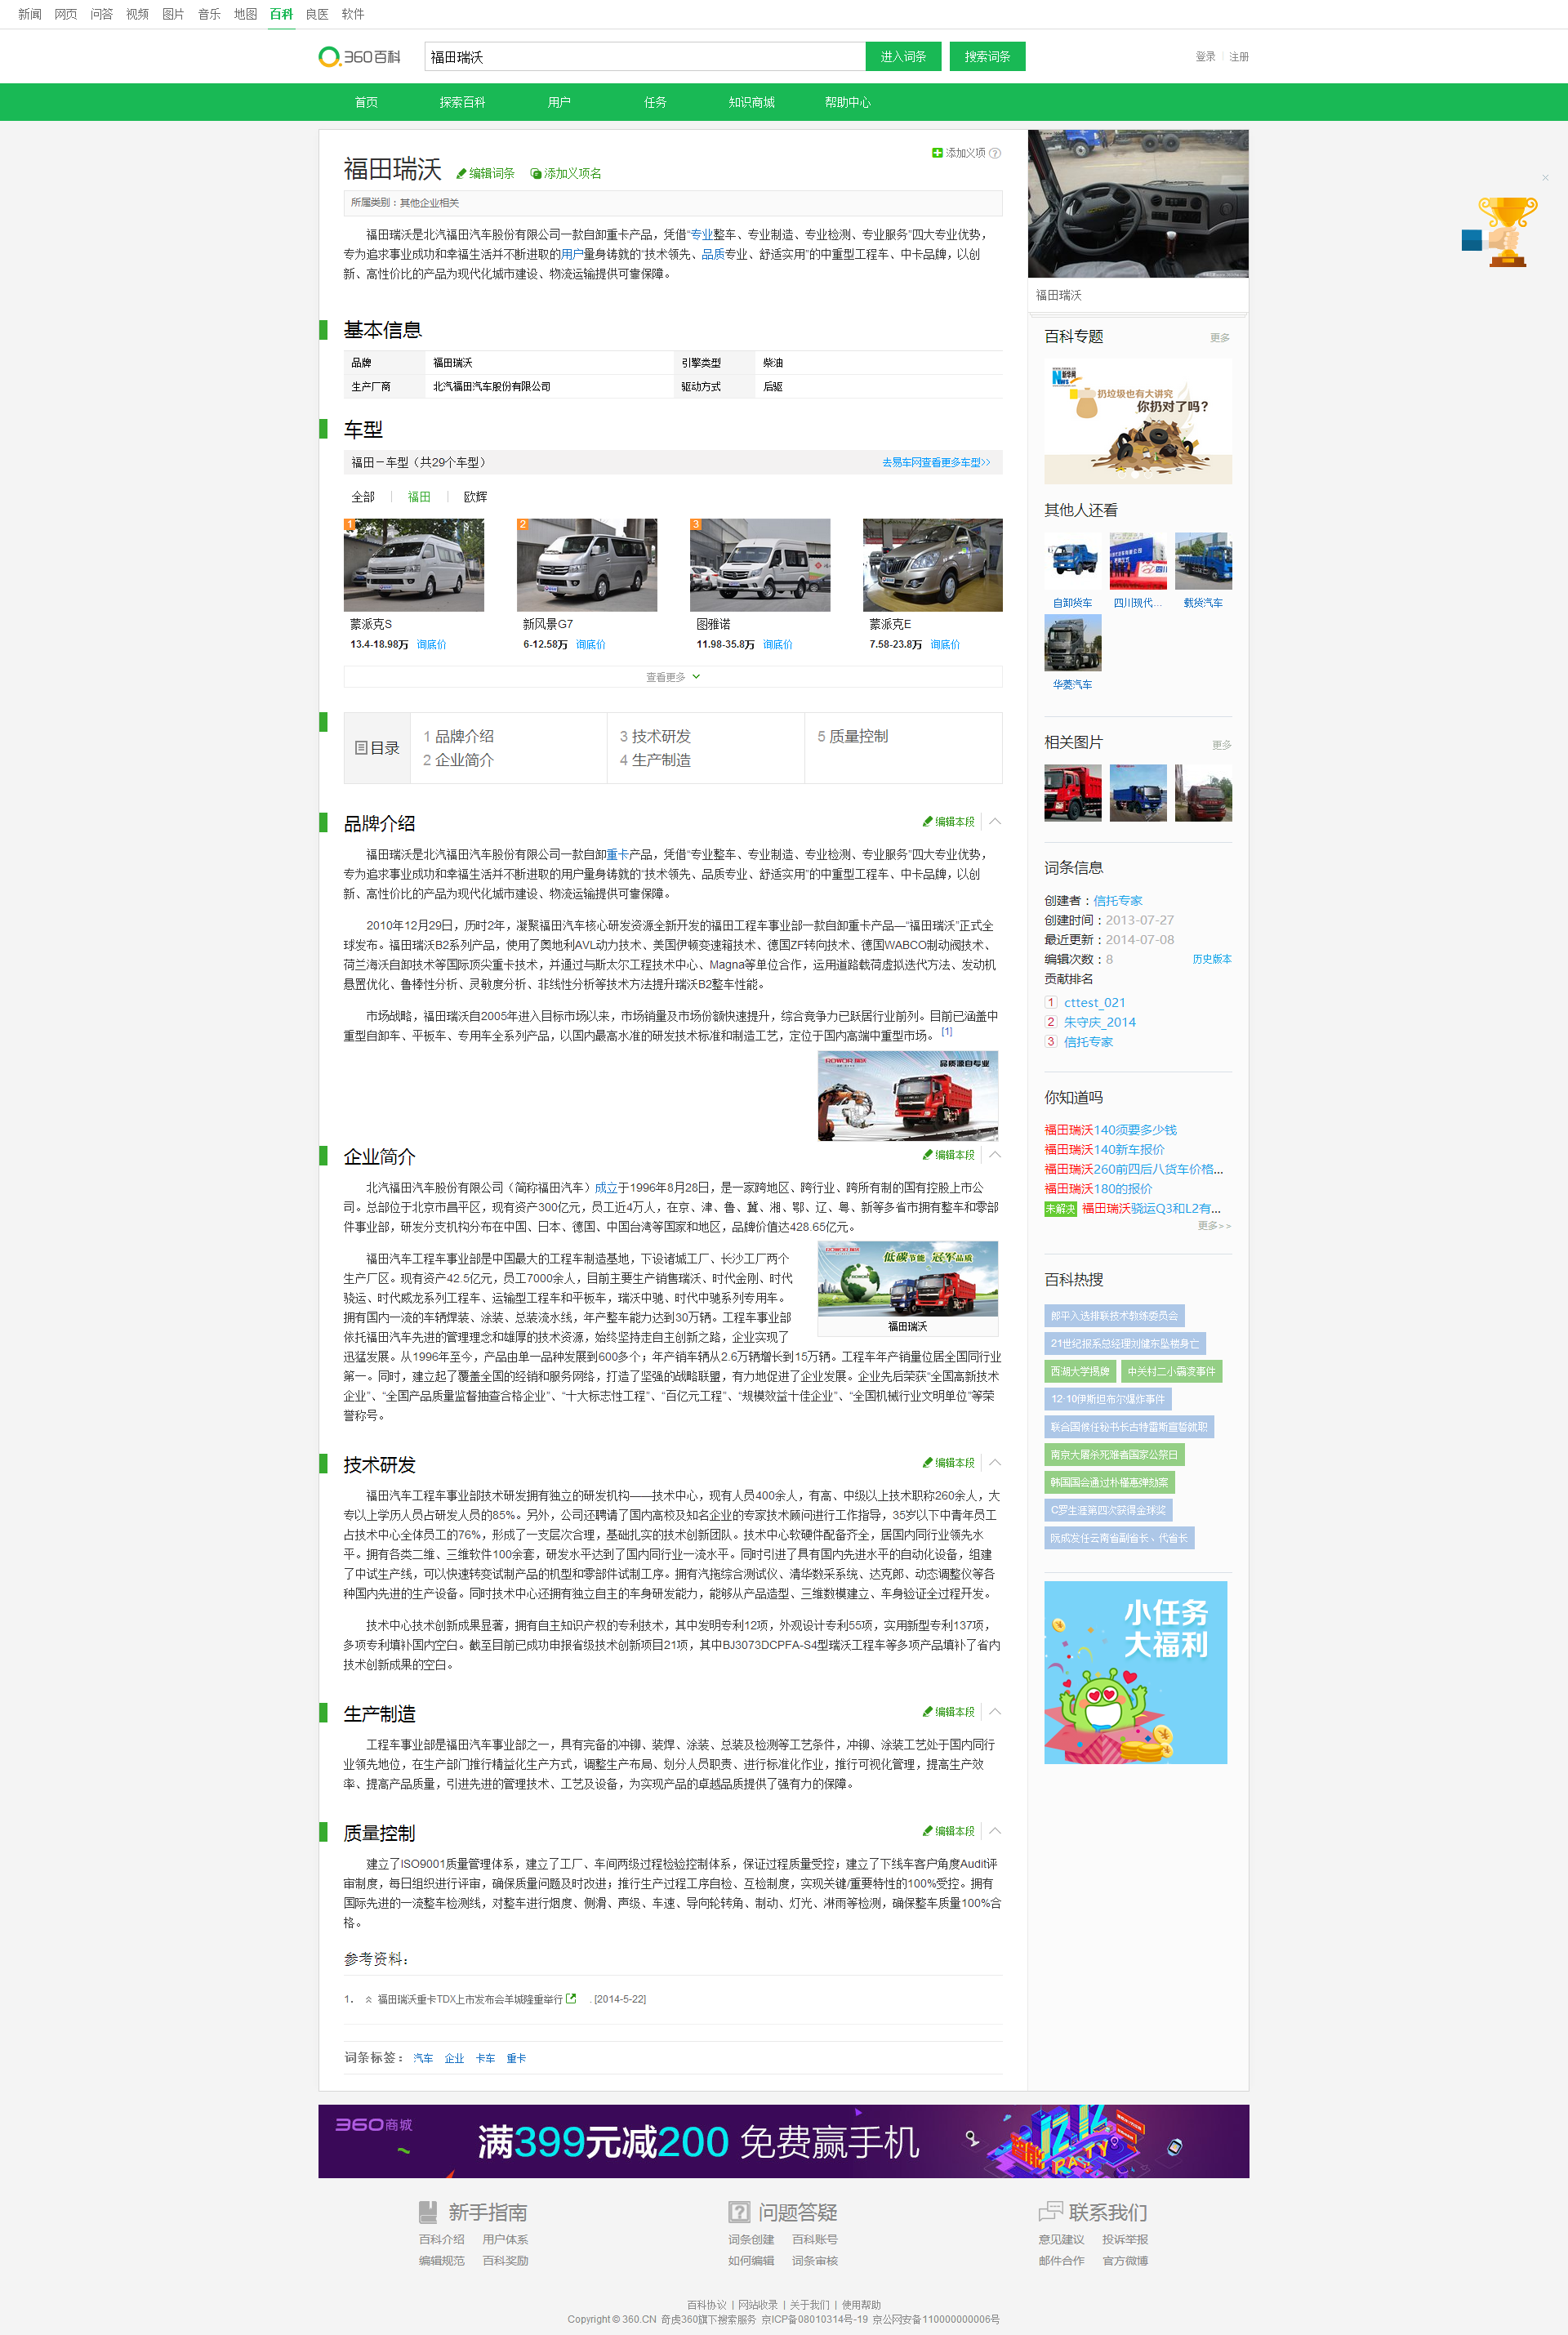 新闻 网页 问答 视频 图片 音乐 地图 百科 良医 软件
360百科 福田瑞沃 进入词条 搜索词条 登录 注册
首页 探索百科 用户 任务 知识商城 帮助中心
添加义项 ?
福田瑞沃 编辑词条 添加义项名
所属类别：其他企业相关
福田瑞沃是北汽福田汽车股份有限公司一款自卸重卡产品，凭借“专业整车、专业制造、专业检测、专业服务”四大专业优势，
专为追求事业成功和幸福生活并不断进取的用户量身铸就的“技术领先、品质专业、舒适实用”的中重型工程车、中卡品牌，以创
新、高性价比的产品为现代化城市建设、物流运输提供可靠保障。
基本信息
品牌 福田瑞沃 引擎类型 柴油
生产厂商 北汽福田汽车股份有限公司 驱动方式 后驱
车型
福田－车型（共29个车型） 去易车网查看更多车型>>
全部 福田 欧辉
1 2 3
蒙派克S 新风景G7 图雅诺 蒙派克E
13.4-18.98万 询底价 6-12.58万 询底价 11.98-35.8万 询底价 7.58-23.8万 询底价
查看更多
目录
1 品牌介绍 3 技术研发 5 质量控制
2 企业简介 4 生产制造
品牌介绍 编辑本段
福田瑞沃是北汽福田汽车股份有限公司一款自卸重卡产品，凭借“专业整车、专业制造、专业检测、专业服务”四大专业优势，
专为追求事业成功和幸福生活并不断进取的用户量身铸就的“技术领先、品质专业、舒适实用”的中重型工程车、中卡品牌，以创
新、高性价比的产品为现代化城市建设、物流运输提供可靠保障。
2010年12月29日，历时2年，凝聚福田汽车核心研发资源全新开发的福田工程车事业部一款自卸重卡产品—“福田瑞沃”正式全
球发布。福田瑞沃B2系列产品，使用了奥地利AVL动力技术、美国伊顿变速箱技术、德国ZF转向技术、德国WABCO制动阀技术、
荷兰海沃自卸技术等国际顶尖重卡技术，并通过与斯太尔工程技术中心、Magna等单位合作，运用道路载荷虚拟迭代方法、发动机
悬置优化、鲁棒性分析、灵敏度分析、非线性分析等技术方法提升瑞沃B2整车性能。
市场战略，福田瑞沃自2005年进入目标市场以来，市场销量及市场份额快速提升，综合竞争力已跃居行业前列。目前已涵盖中
重型自卸车、平板车、专用车全系列产品，以国内最高水准的研发技术标准和制造工艺，定位于国内高端中重型市场。 [1]
品质源自专业
企业简介 编辑本段
北汽福田汽车股份有限公司（简称福田汽车）成立于1996年8月28日，是一家跨地区、跨行业、跨所有制的国有控股上市公
司。总部位于北京市昌平区，现有资产300亿元，员工近4万人，在京、津、鲁、冀、湘、鄂、辽、粤、新等多省市拥有整车和零部
件事业部，研发分支机构分布在中国、日本、德国、中国台湾等国家和地区，品牌价值达428.65亿元。
低碳节能 冠军品质
福田瑞沃
福田汽车工程车事业部是中国最大的工程车制造基地，下设诸城工厂、长沙工厂两个
生产厂区。现有资产42.5亿元，员工7000余人，目前主要生产销售瑞沃、时代金刚、时代
骁运、时代威龙系列工程车、运输型工程车和平板车，瑞沃中驰、时代中驰系列专用车。
拥有国内一流的车辆焊装、涂装、总装流水线，年产整车能力达到30万辆。工程车事业部
依托福田汽车先进的管理理念和雄厚的技术资源，始终坚持走自主创新之路，企业实现了
迅猛发展。从1996年至今，产品由单一品种发展到600多个；年产销车辆从2.6万辆增长到15万辆。工程车年产销量位居全国同行业
第一。同时，建立起了覆盖全国的经销和服务网络，打造了坚强的战略联盟，有力地促进了企业发展。企业先后荣获“全国高新技术
企业”、“全国产品质量监督抽查合格企业”、“十大标志性工程”、“百亿元工程”、“规模效益十佳企业”、“全国机械行业文明单位”等荣
誉称号。
技术研发 编辑本段
福田汽车工程车事业部技术研发拥有独立的研发机构——技术中心，现有人员400余人，有高、中级以上技术职称260余人，大
专以上学历人员占研发人员的85%。另外，公司还聘请了国内高校及知名企业的专家技术顾问进行工作指导，35岁以下中青年员工
占技术中心全体员工的76%，形成了一支层次合理，基础扎实的技术创新团队。技术中心软硬件配备齐全，居国内同行业领先水
平。拥有各类二维、三维软件100余套，研发水平达到了国内同行业一流水平。同时引进了具有国内先进水平的自动化设备，组建
了中试生产线，可以快速转变试制产品的机型和零部件试制工序。拥有汽拖综合测试仪、清华数采系统、达克郎、动态调整仪等各
种国内先进的生产设备。同时技术中心还拥有独立自主的车身研发能力，能够从产品造型、三维数模建立、车身验证全过程开发。
技术中心技术创新成果显著，拥有自主知识产权的专利技术，其中发明专利12项，外观设计专利55项，实用新型专利137项，
多项专利填补国内空白。截至目前已成功申报省级技术创新项目21项，其中BJ3073DCPFA-S4型瑞沃工程车等多项产品填补了省内
技术创新成果的空白。
生产制造 编辑本段
工程车事业部是福田汽车事业部之一，具有完备的冲铆、装焊、涂装、总装及检测等工艺条件，冲铆、涂装工艺处于国内同行
业领先地位，在生产部门推行精益化生产方式，调整生产布局、划分人员职责、进行标准化作业，推行可视化管理，提高生产效
率、提高产品质量，引进先进的管理技术、工艺及设备，为实现产品的卓越品质提供了强有力的保障。
质量控制 编辑本段
建立了ISO9001质量管理体系，建立了工厂、车间两级过程检验控制体系，保证过程质量受控；建立了下线车客户角度Audit评
审制度，每日组织进行评审，确保质量问题及时改进；推行生产过程工序自检、互检制度，实现关键/重要特性的100%受控。拥有
国际先进的一流整车检测线，对整车进行烟度、侧滑、声级、车速、导向轮转角、制动、灯光、淋雨等检测，确保整车质量100%合
格。
参考资料：
1. 福田瑞沃重卡TDX上市发布会羊城隆重举行 . [2014-5-22]
词条标签： 汽车 企业 卡车 重卡
福田瑞沃
百科专题 更多
新华网
扔垃圾也有大讲究
你扔对了吗?
其他人还看
自卸货车 四川现代... 载货汽车
华菱汽车
相关图片 更多
词条信息
创建者：信托专家
创建时间：2013-07-27
最近更新：2014-07-08
编辑次数：8 历史版本
贡献排名
1 cttest_021
2 朱守庆_2014
3 信托专家
你知道吗
福田瑞沃140须要多少钱
福田瑞沃140新车报价
福田瑞沃260前四后八货车价格...
福田瑞沃180的报价
未解决 福田瑞沃骁运Q3和L2有...
更多>>
百科热搜
郎平入选排联技术教练委员会
21世纪报系总经理刘健东坠楼身亡
西湖大学揭牌 中关村二小霸凌事件
12·10伊斯坦布尔爆炸事件
联合国候任秘书长古特雷斯宣誓就职
南京大屠杀死难者国家公祭日
韩国国会通过朴槿惠弹劾案
C罗生涯第四次获得金球奖
阮成发任云南省副省长、代省长
小任务
大福利
360商城
满399元减200 免费赢手机
新手指南 问题答疑 联系我们
百科介绍 用户体系 词条创建 百科账号 意见建议 投诉举报
编辑规范 百科奖励 如何编辑 词条审核 邮件合作 官方微博
百科协议 | 网站收录 | 关于我们 | 使用帮助
Copyright © 360.CN 奇虎360旗下搜索服务 京ICP备08010314号-19 京公网安备110000000006号